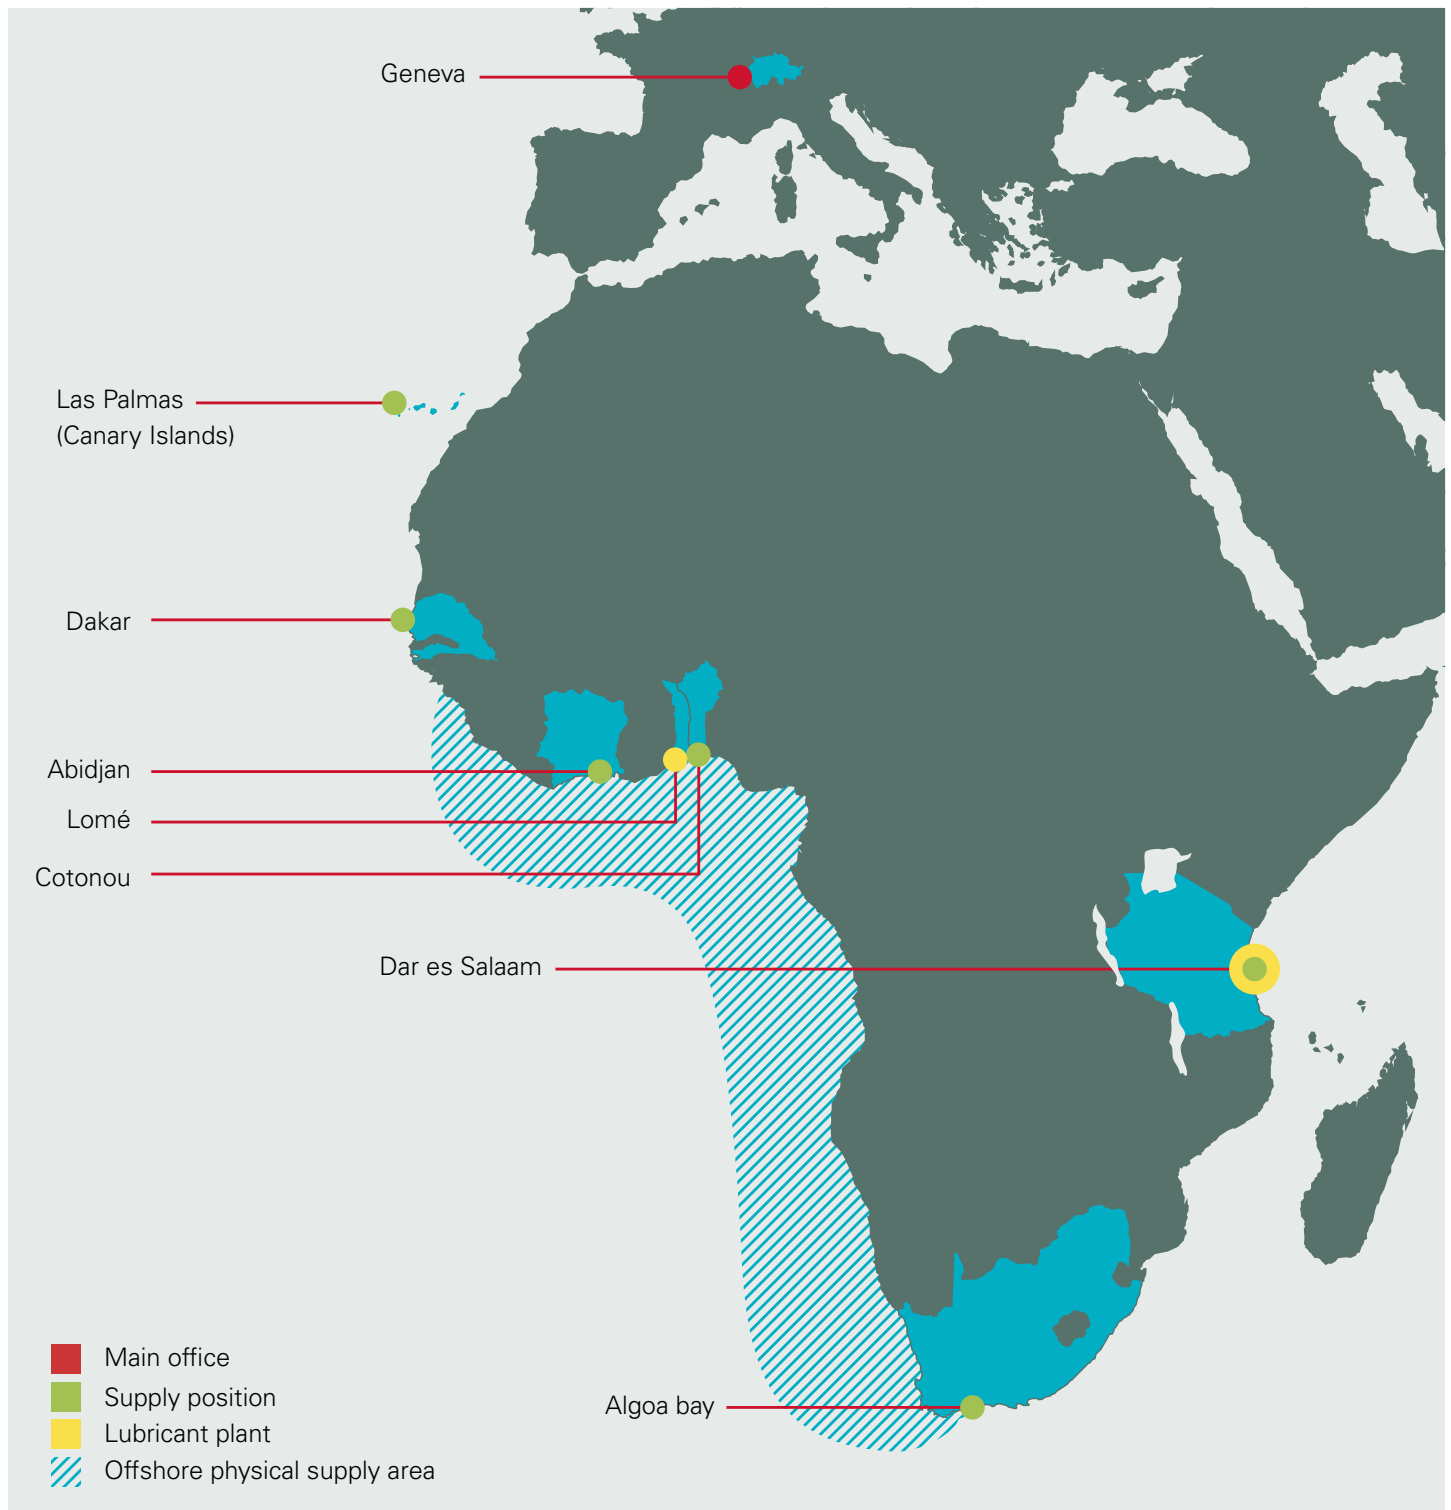 Geneva
Las Palmas
(Canary Islands)
Dakar
Abidjan
Lomé
Cotonou
Dar es Salaam
Algoa bay
Main office
Supply position
Lubricant plant
Offshore physical supply area